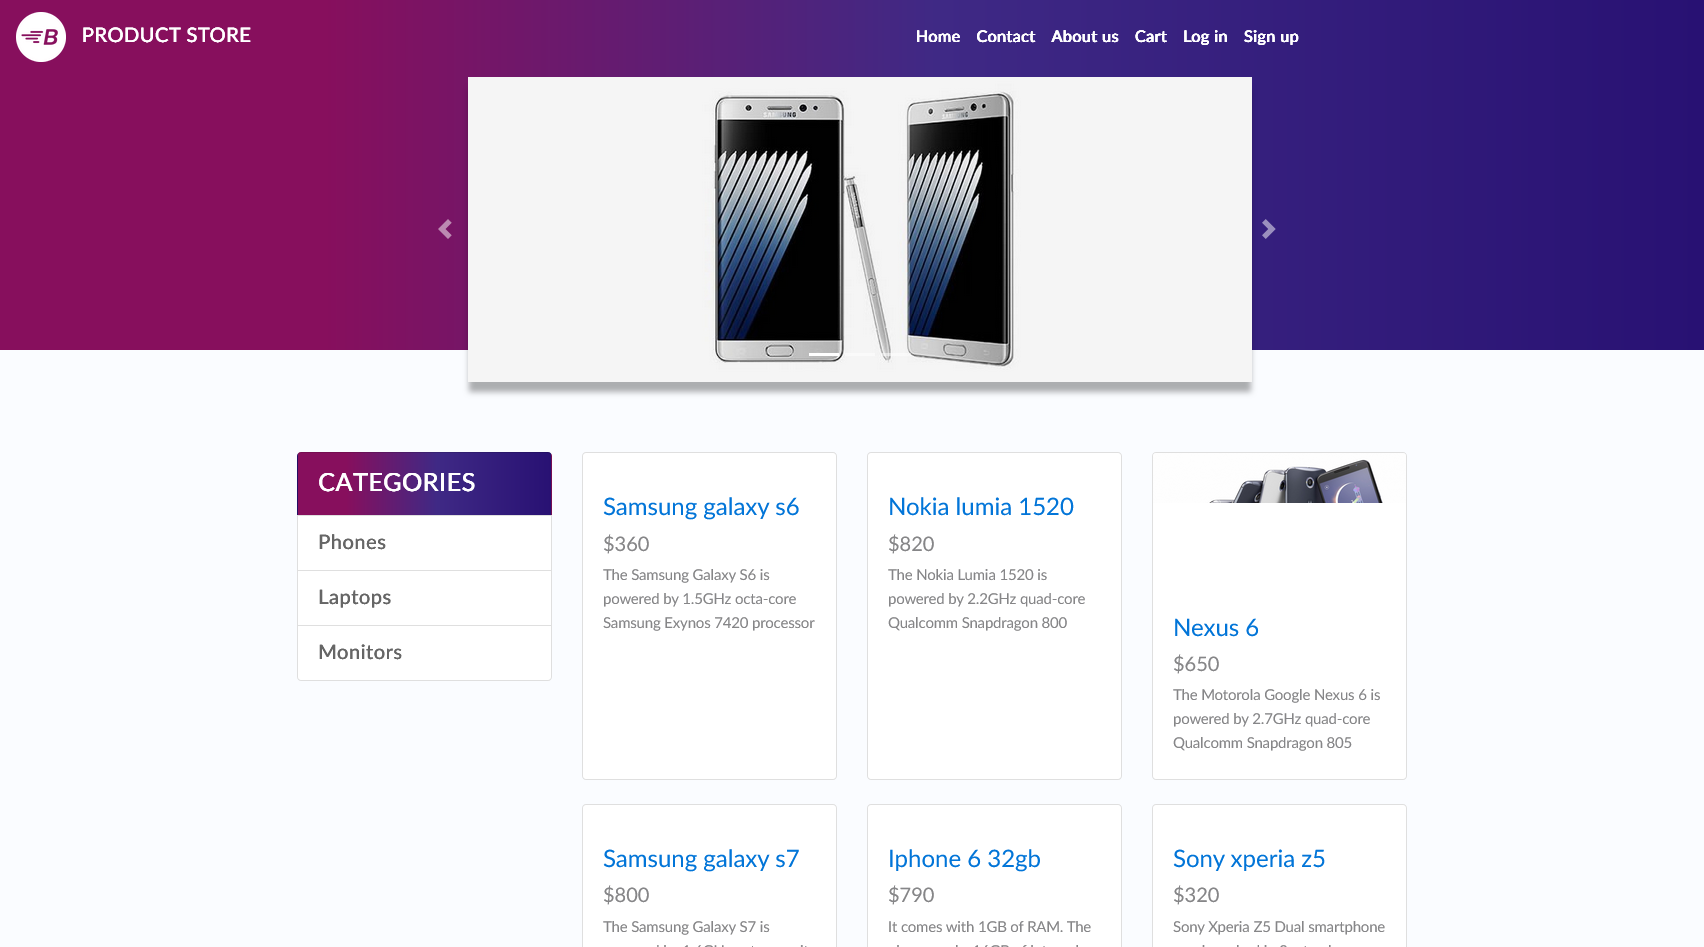 B PRODUCT STORE
Home Contact About us Cart Log in Sign up
SAMSUNG
SAMSUNG
CATEGORIES
Phones
Laptops
Monitors
Samsung galaxy s6
$360
The Samsung Galaxy S6 is
powered by 1.5GHz octa-core
Samsung Exynos 7420 processor
Nokia lumia 1520
$820
The Nokia Lumia 1520 is
powered by 2.2GHz quad-core
Qualcomm Snapdragon 800
Nexus 6
$650
The Motorola Google Nexus 6 is
powered by 2.7GHz quad-core
Qualcomm Snapdragon 805
Samsung galaxy s7
$800
The Samsung Galaxy S7 is
Iphone 6 32gb
$790
It comes with 1GB of RAM. The
Sony xperia z5
$320
Sony Xperia Z5 Dual smartphone